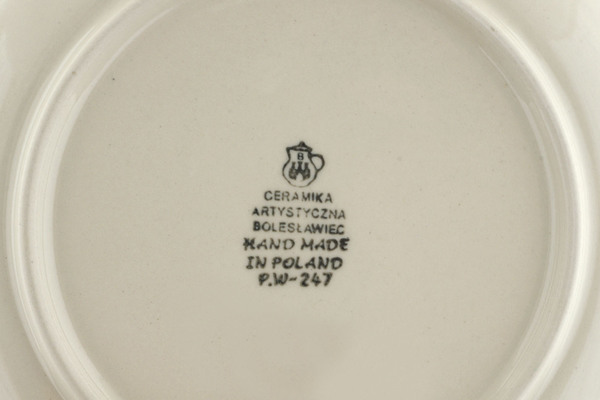 B
CERAMIKA
ARTYSTYCZNA
BOLESŁAWIEC
HAND MADE
IN POLAND
P.W-247